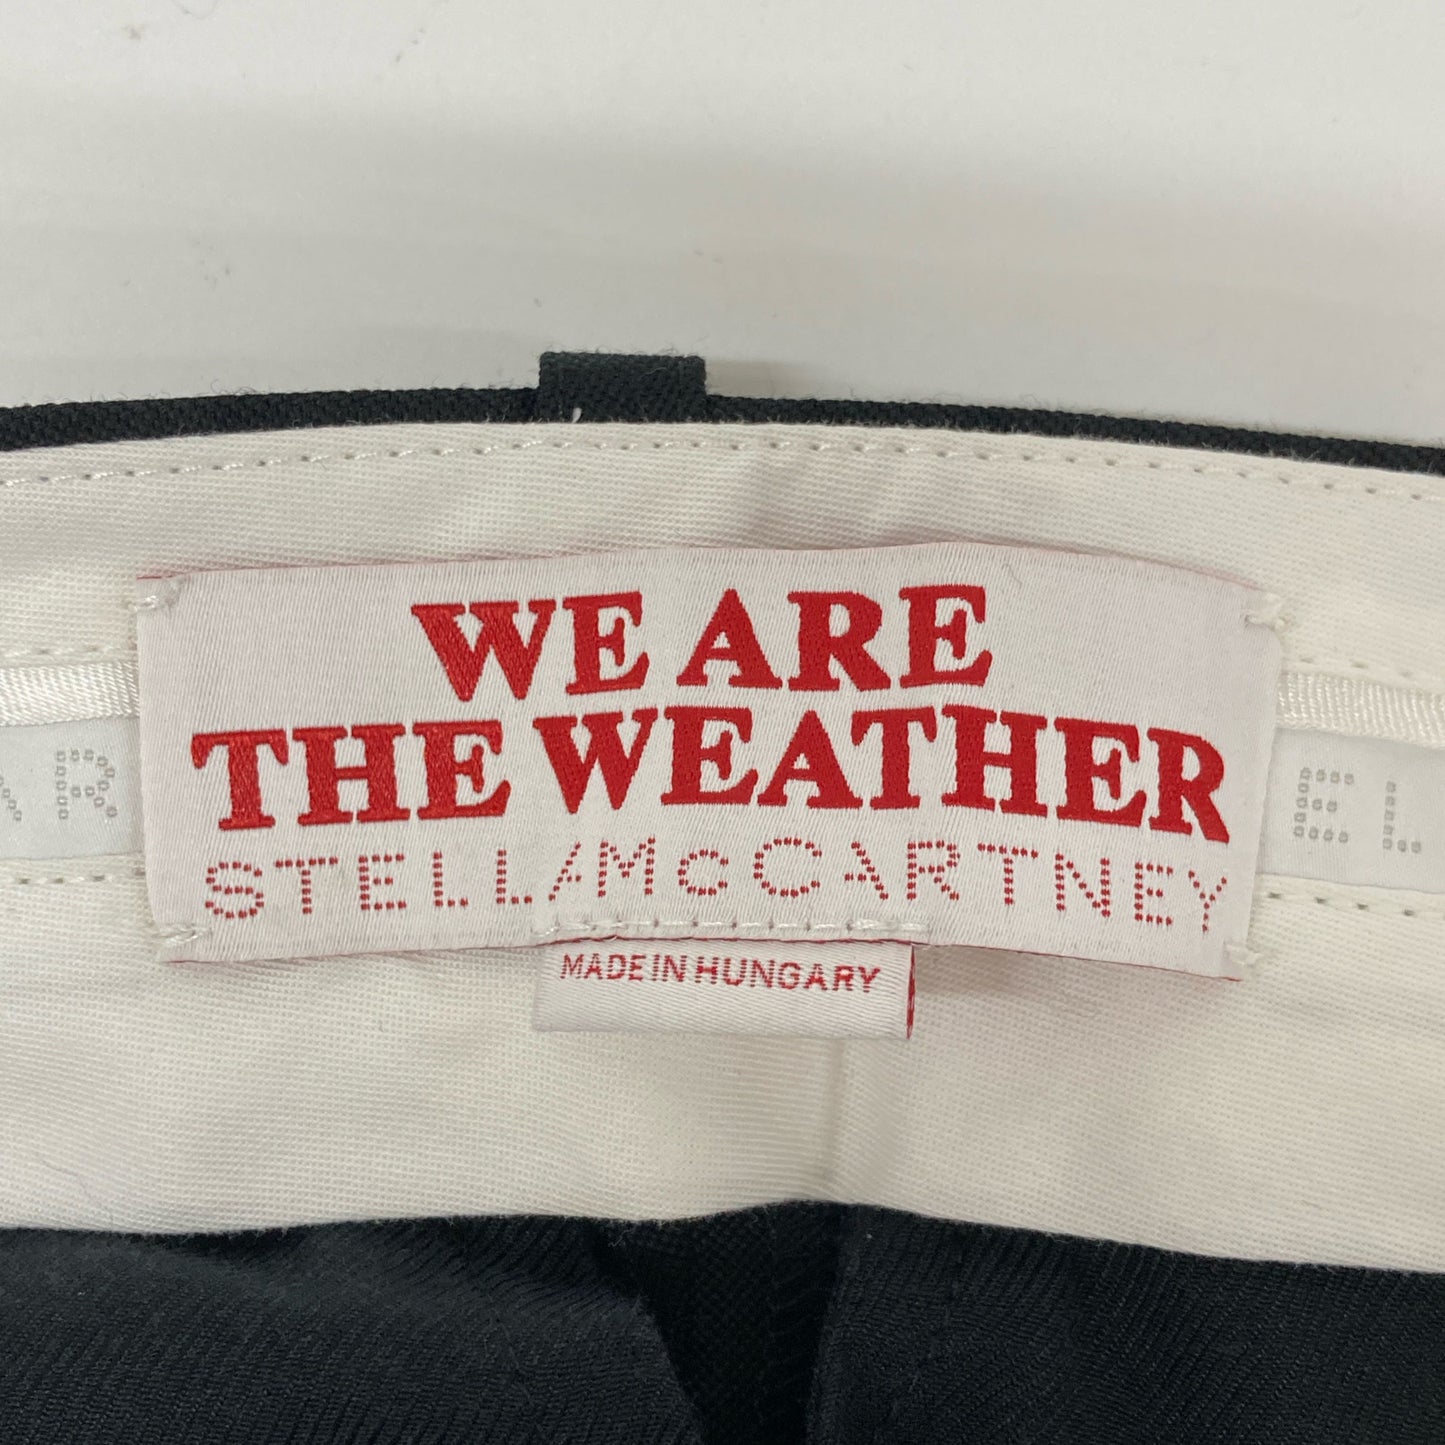 WE ARE
THE WEATHER
STELLA McCARTNEY
MADE IN HUNGARY